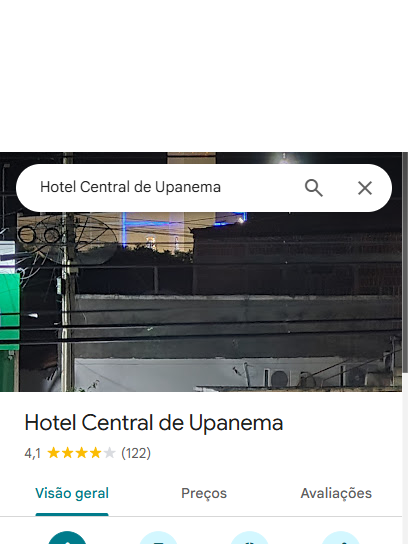 Hotel Central de Upanema
Hotel Central de Upanema
4,1 (122)
Visão geral Preços Avaliações